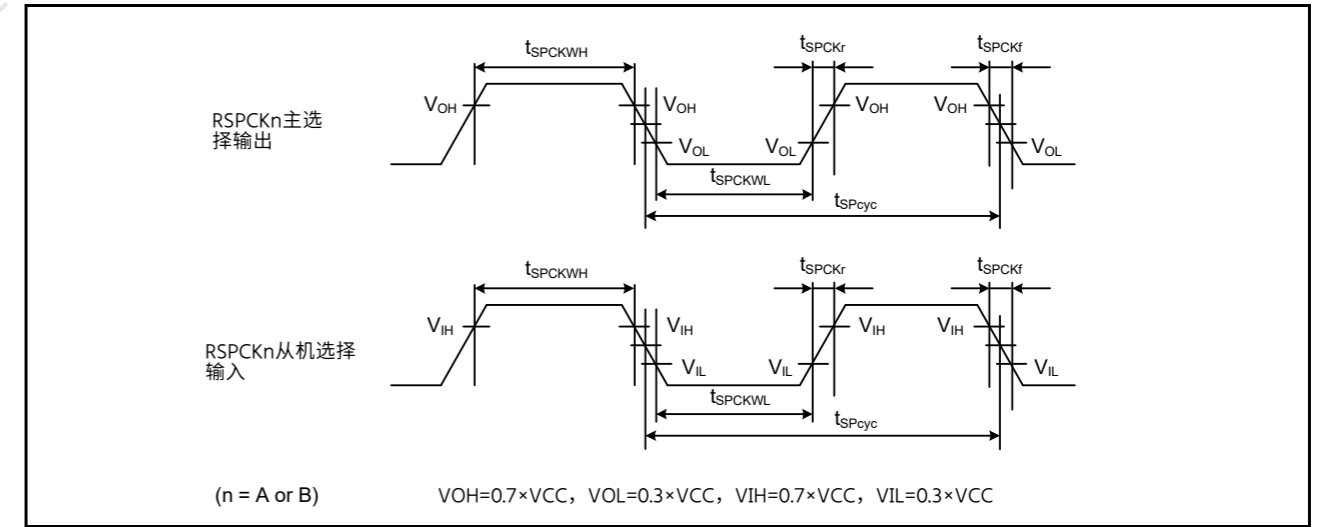 tSPCKWH tSPCKr tSPCKf
VOH VOH VOH VOH
RSPCKn主选
择输出
VOL VOL VOL
tSPCKWL
tSPcyc
tSPCKWH tSPCKr tSPCKf
VIH VIH VIH VIH
RSPCKn从机选择
输入
VIL VIL VIL
tSPCKWL
tSPcyc
(n = A or B) VOH=0.7×VCC，VOL=0.3×VCC，VIH=0.7×VCC，VIL=0.3×VCC